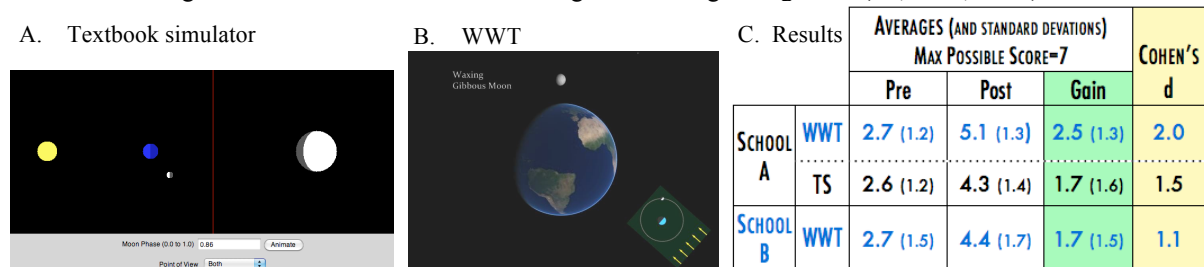 A. Textbook simulator
B. WWT
C. Results
Waxing
Gibbous Moon
Moon Phase (0.0 to 1.0) 0.86 Animate
Point of View Both
AVERAGES (AND STANDARD DEVATIONS)
MAX POSSIBLE SCORE=7
COHEN'S
d
Pre Post Gain
SCHOOL
A
WWT 2.7 (1.2) 5.1 (1.3) 2.5 (1.3) 2.0
TS 2.6 (1.2) 4.3 (1.4) 1.7 (1.6) 1.5
SCHOOL
B
WWT 2.7 (1.5) 4.4 (1.7) 1.7 (1.5) 1.1